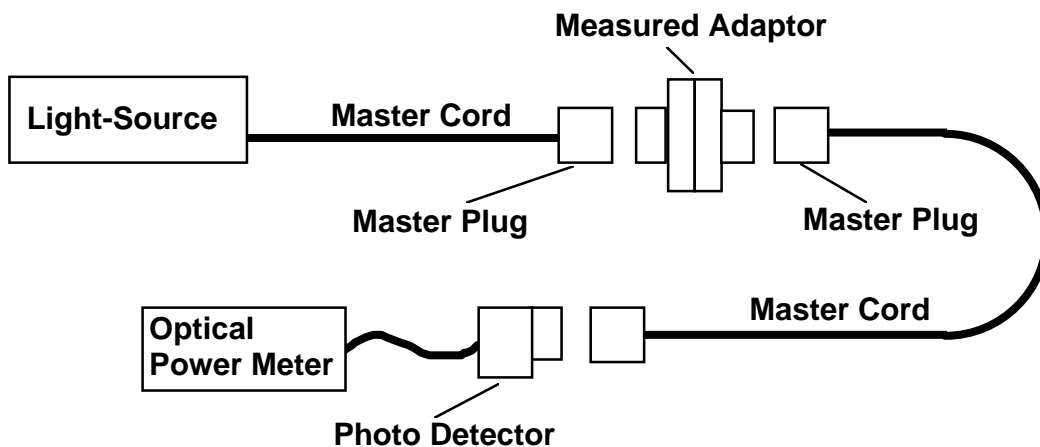 Measured Adaptor
Light-Source
Master Cord
Master Plug
Master Plug
Master Cord
Optical
Power Meter
Photo Detector